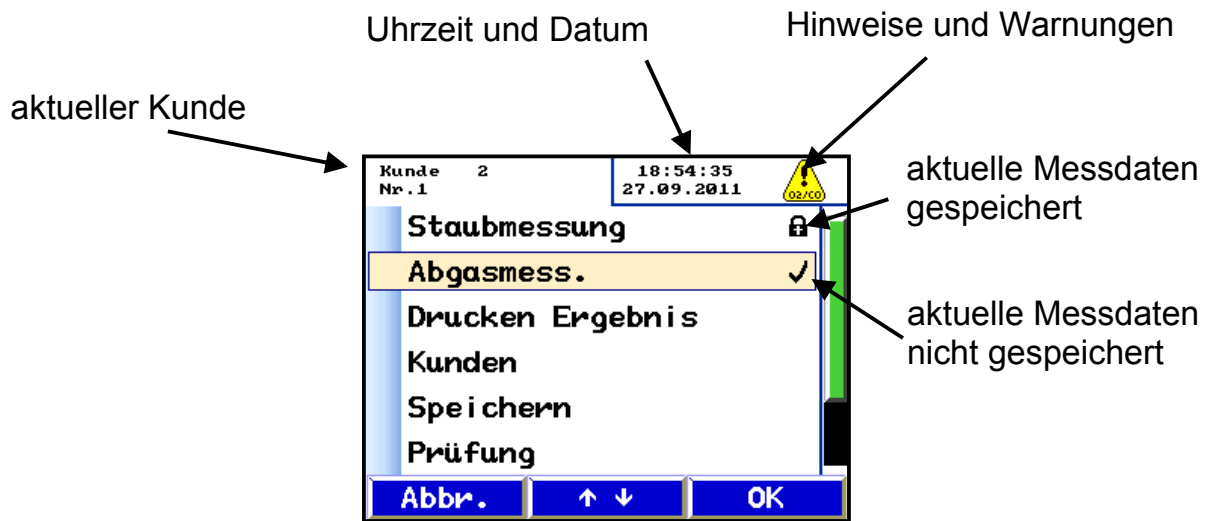 Uhrzeit und Datum
Hinweise und Warnungen
aktueller Kunde
Kunde 2
Nr.1
18:54:35
27.09.2011
O2/CO
aktuelle Messdaten
gespeichert
Staubmessung
Abgasmess.
Drucken Ergebnis
aktuelle Messdaten
nicht gespeichert
Kunden
Speichern
Prüfung
Abbr.
↑ ↓
OK